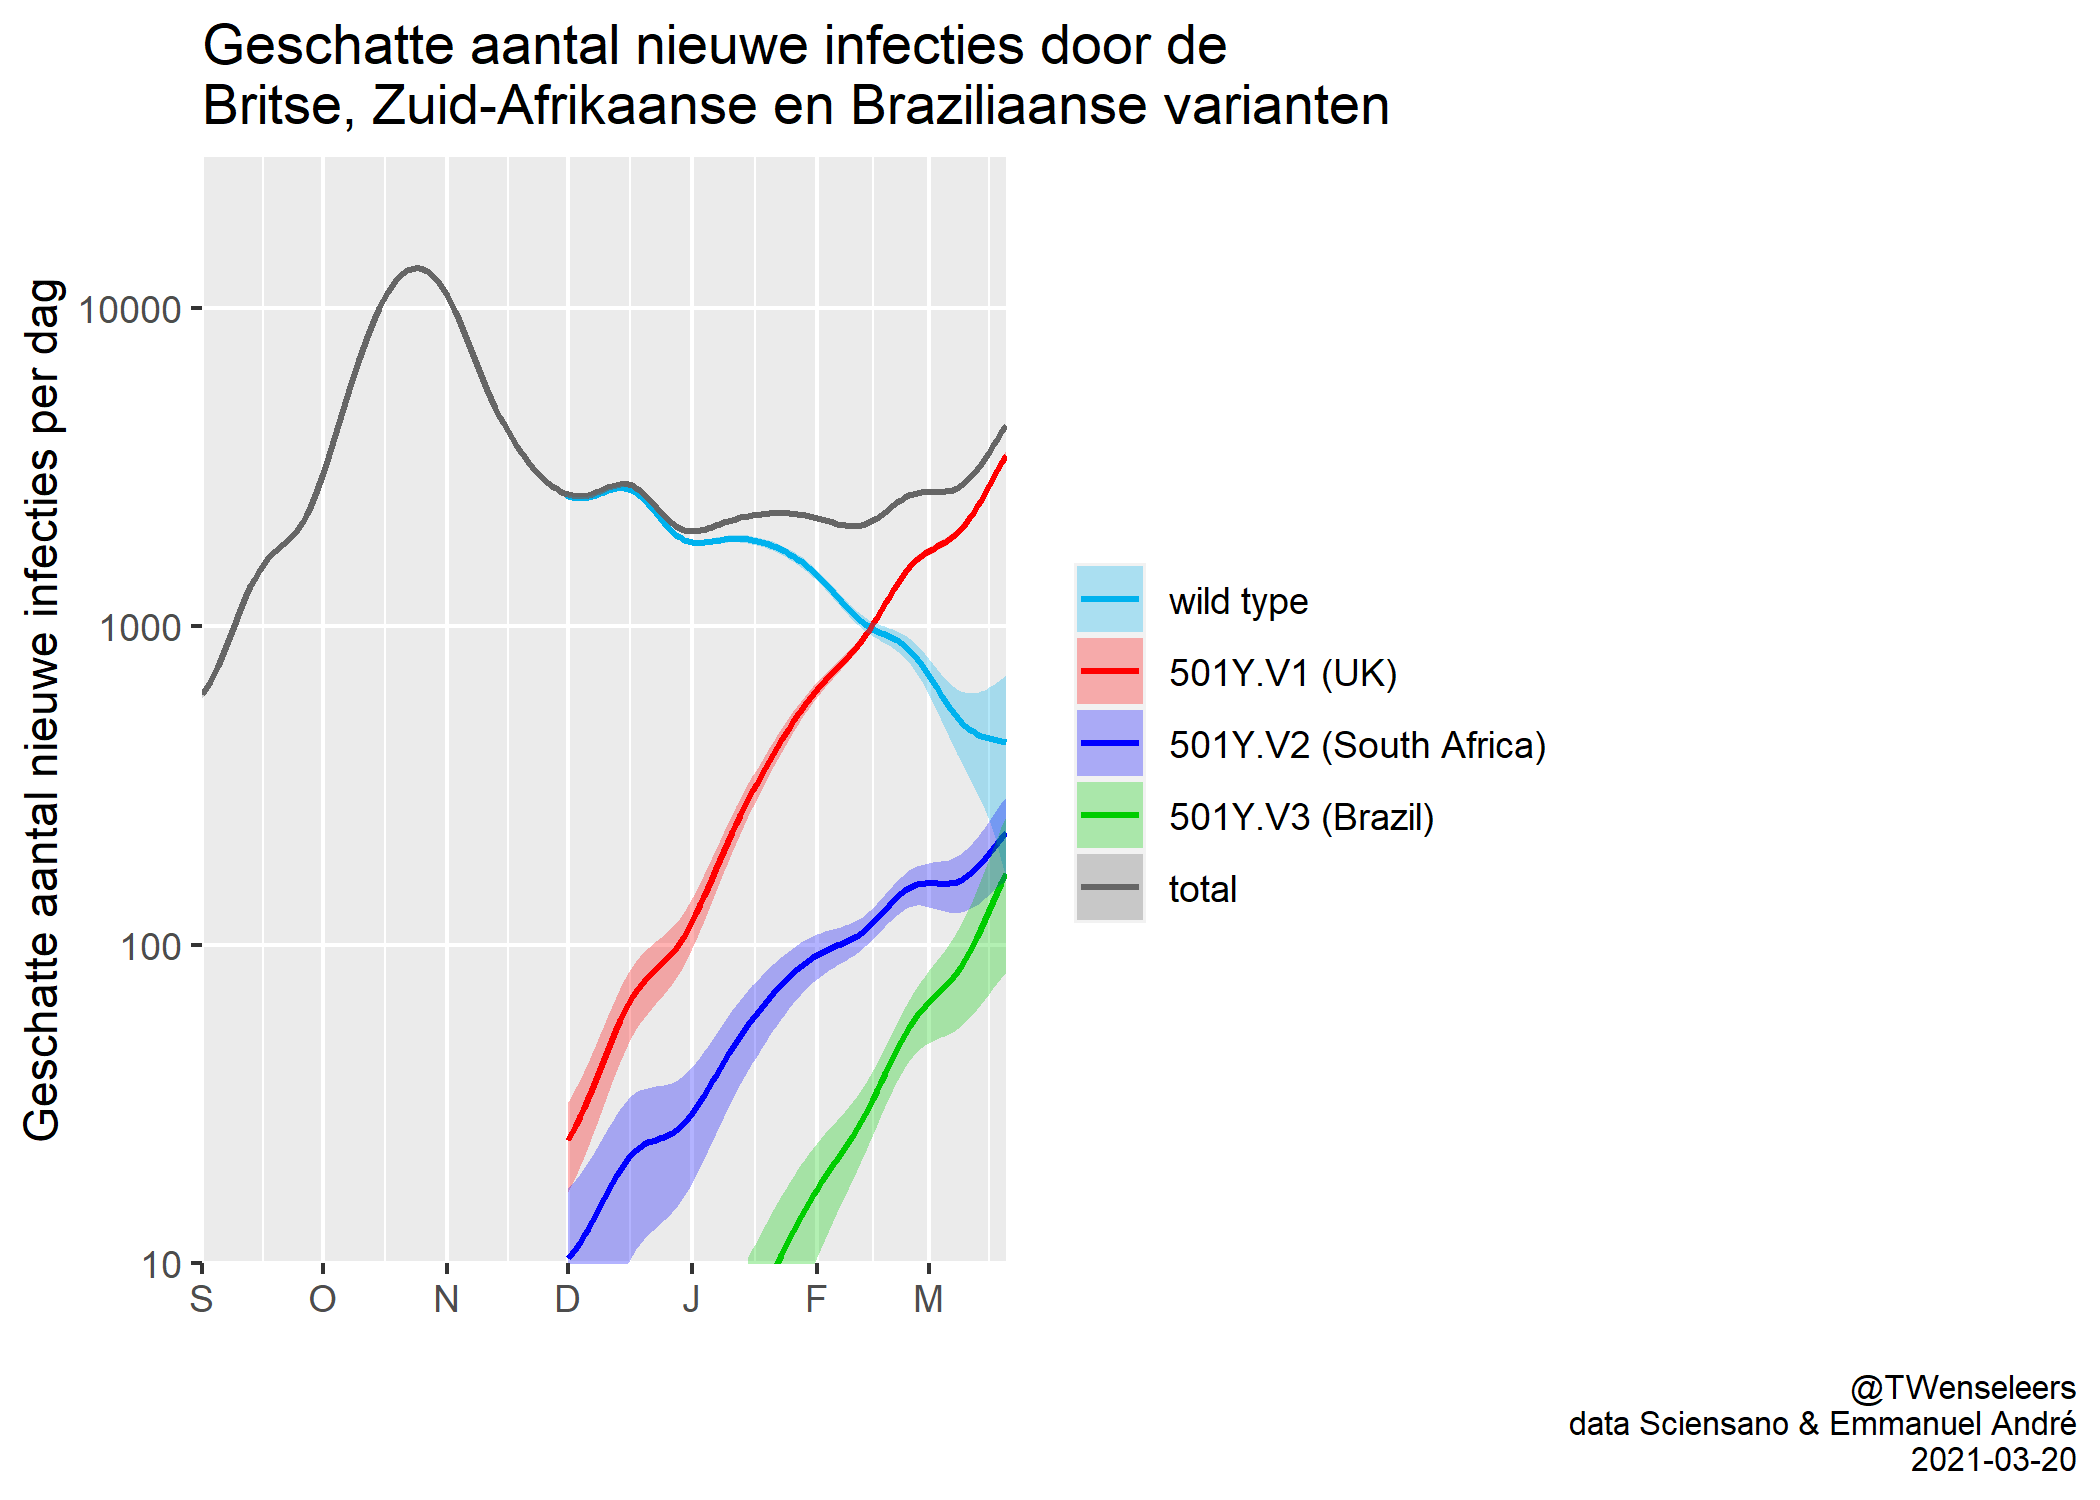 Geschatte aantal nieuwe infecties door de
Britse, Zuid-Afrikaanse en Braziliaanse varianten
Geschatte aantal nieuwe infecties per dag
10000
1000
100
10
S O N D J F M
wild type
501Y.V1 (UK)
501Y.V2 (South Africa)
501Y.V3 (Brazil)
total
@TWenseleers
data Sciensano & Emmanuel André
2021-03-20